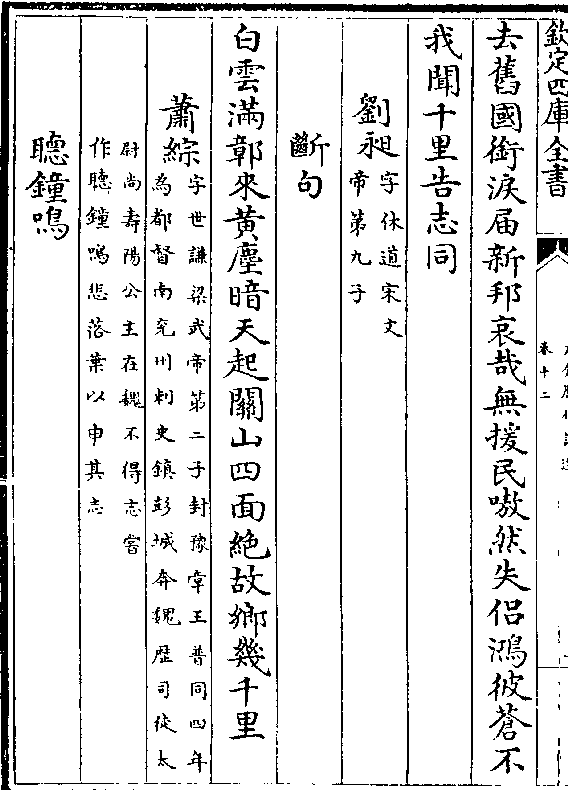 欽定四庫全書
卷十二
去舊國銜淚届新邦哀哉無援民嗷然失侶鴻彼蒼不
我聞千里告志同
劉昶字休道宋文
帝第九子
斷句
白雲滿鄣來黄塵暗天起關山四面絶故鄉幾千里
蕭綜字世謙梁武帝第二子封豫章王普同四年
為都督南兖州刺史鎮彭城奔魏歴司徒太
尉尚壽陽公主在魏不得志嘗
作聴鐘鳴悲落葉以申其志
聴鐘鳴